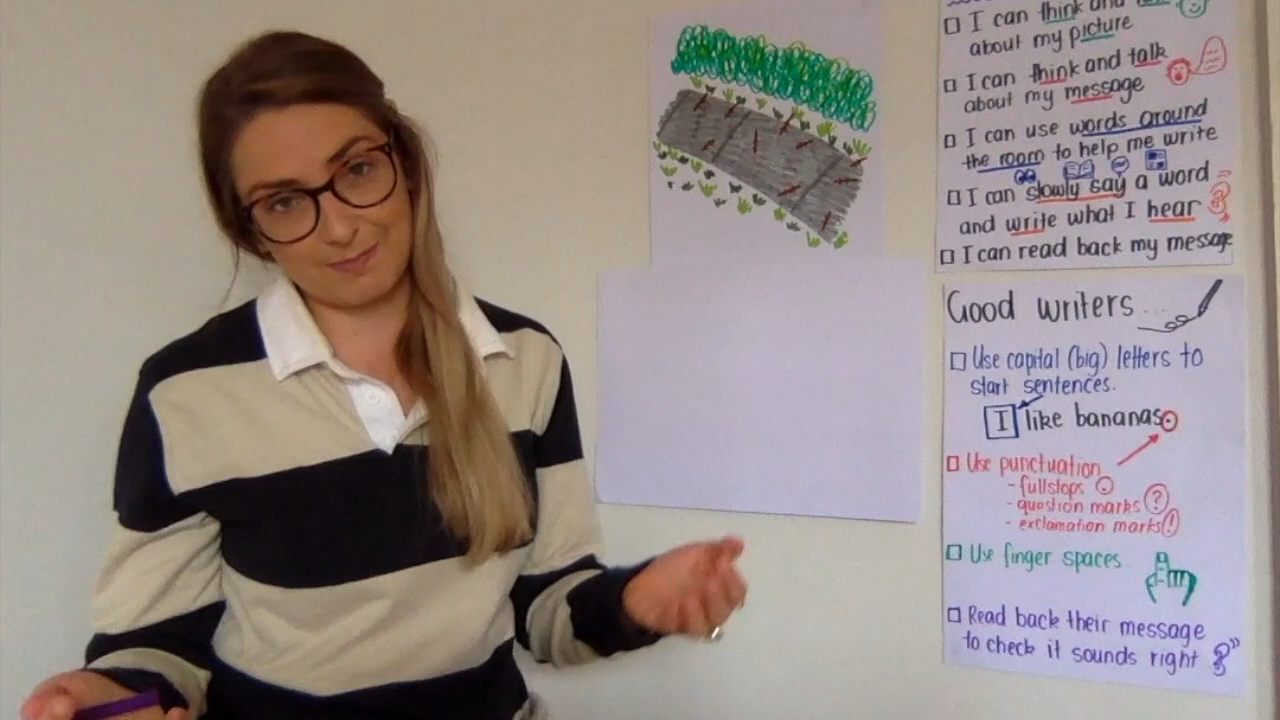 I can think and
about my picture
I can think and talk
about my message
I can use words around
the room to help me write
I can slowly say a word
and write what I hear
I can read back my message
Good writers...
Use capital (big) letters to
start sentences.
I like bananas.
Use punctuation
- fullstops .
- question marks ?
- exclamation marks !
Use finger spaces
Read back their message
to check it sounds right